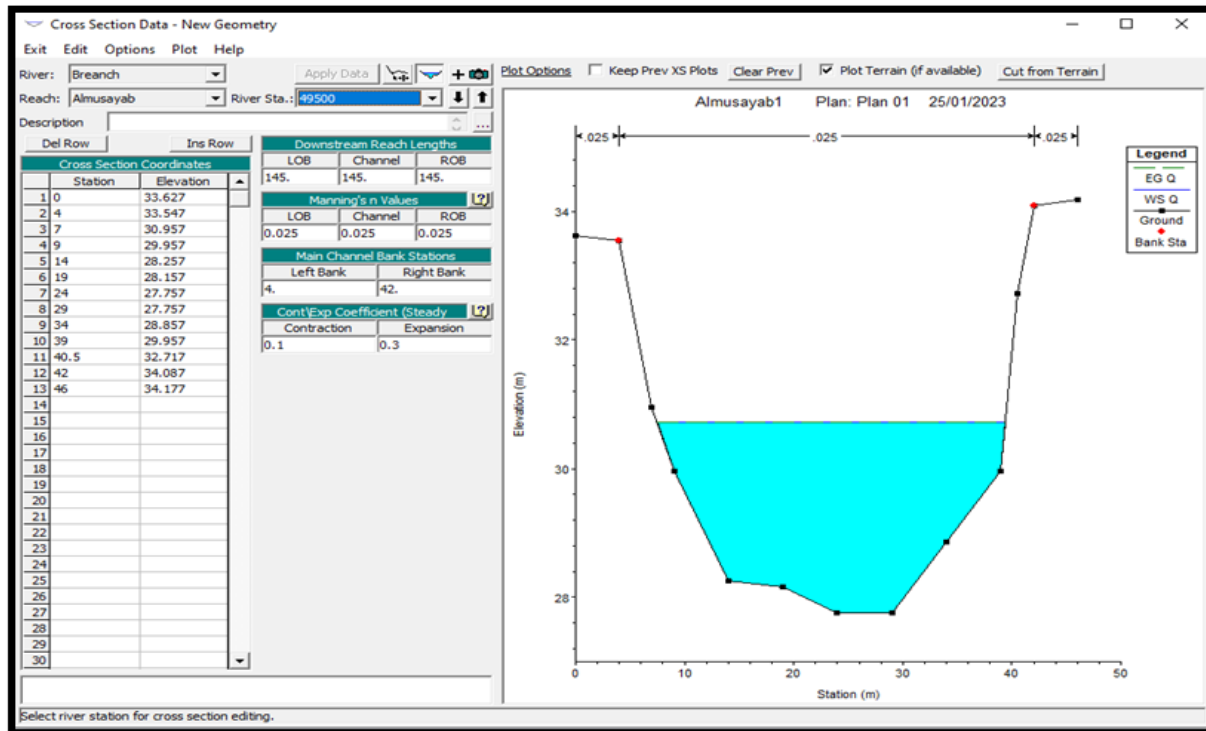 Cross Section Data - New Geometry
Exit Edit Options Plot Help
River: Breanch Apply Data
Reach: Almusayab River Sta.: 49500
Description ...
Del Row Ins Row
Cross Section Coordinates
Station Elevation
1 0 33.627
2 4 33.547
3 7 30.957
4 9 29.957
5 14 28.257
6 19 28.157
7 24 27.757
8 29 27.757
9 34 28.857
10 39 29.957
11 40.5 32.717
12 42 34.087
13 46 34.177
14
15
16
17
18
19
20
21
22
23
24
25
26
27
28
29
30
Downstream Reach Lengths
LOB Channel ROB
145. 145. 145.
Manning's n Values
LOB Channel ROB
0.025 0.025 0.025
Main Channel Bank Stations
Left Bank Right Bank
4. 42.
Cont\Exp Coefficient (Steady
Contraction Expansion
0.1 0.3
Plot Options Keep Prev XS Plots Clear Prev Plot Terrain (if available) Cut from Terrain
Almusayab1 Plan: Plan 01 25/01/2023
.025 .025 .025
Legend
EG Q
WS Q
Ground
Bank Sta
34
32
30
28
Elevation (m)
0 10 20 30 40 50
Station (m)
Select river station for cross section editing.